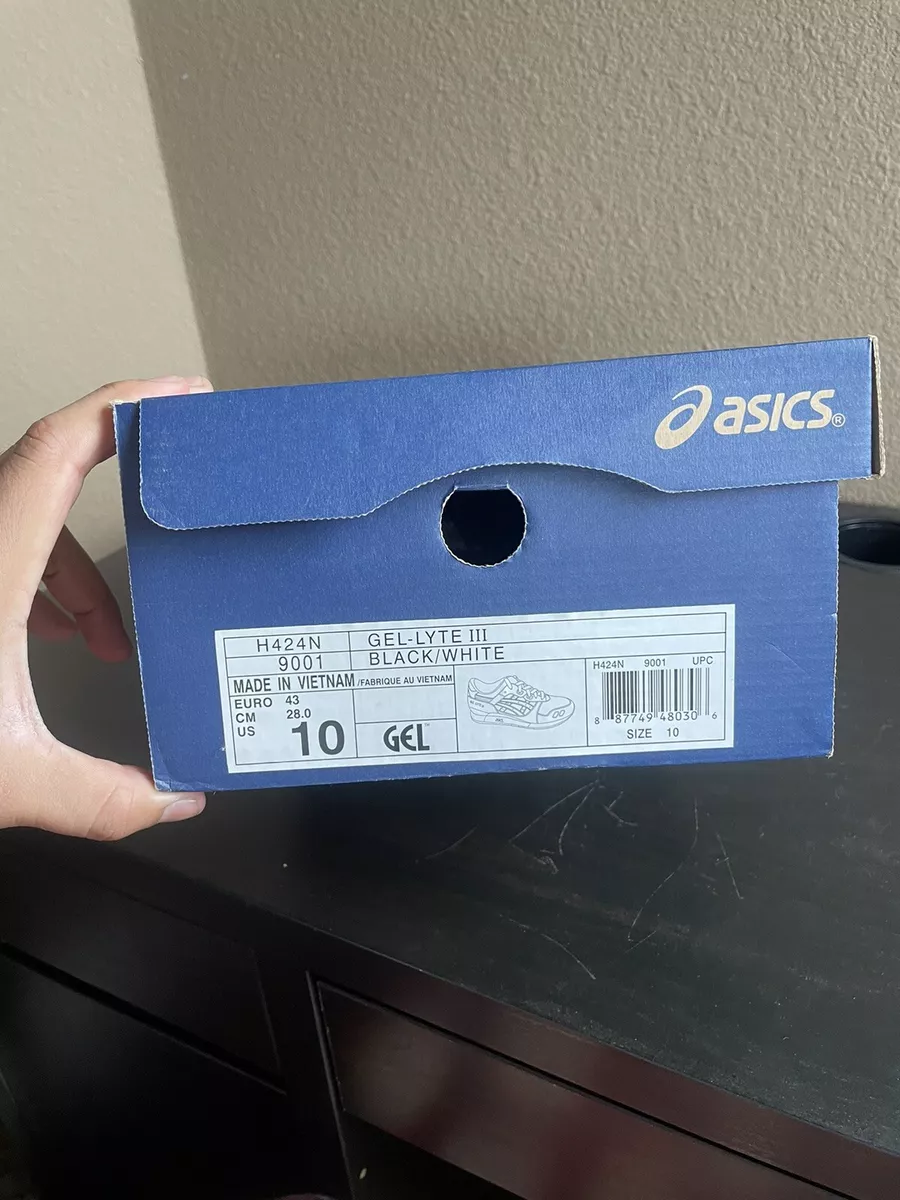 asics®
H424N GEL-LYTE III
9001 BLACK/WHITE
MADE IN VIETNAM /FABRIQUE AU VIETNAM
EURO 43
CM 28.0
US 10
GEL™
H424N 9001 UPC
8 87749 48030 6
SIZE 10